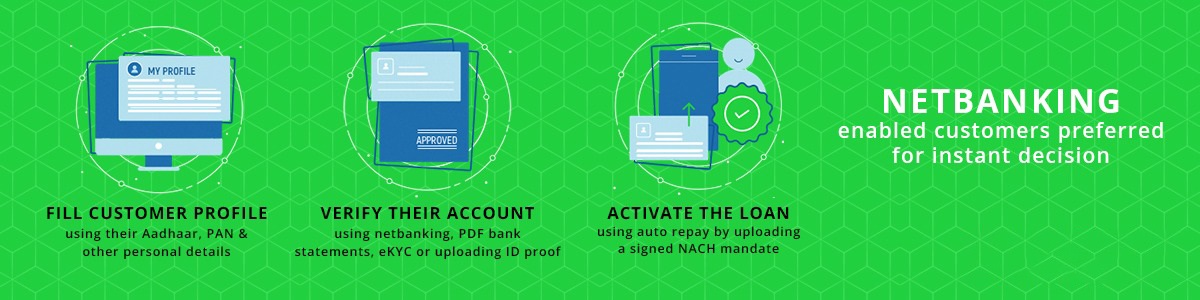 MY PROFILE
FILL CUSTOMER PROFILE
using their Aadhaar, PAN &
other personal details
APPROVED
VERIFY THEIR ACCOUNT
using netbanking, PDF bank
statements, eKYC or uploading ID proof
ACTIVATE THE LOAN
using auto repay by uploading
a signed NACH mandate
NETBANKING
enabled customers preferred
for instant decision